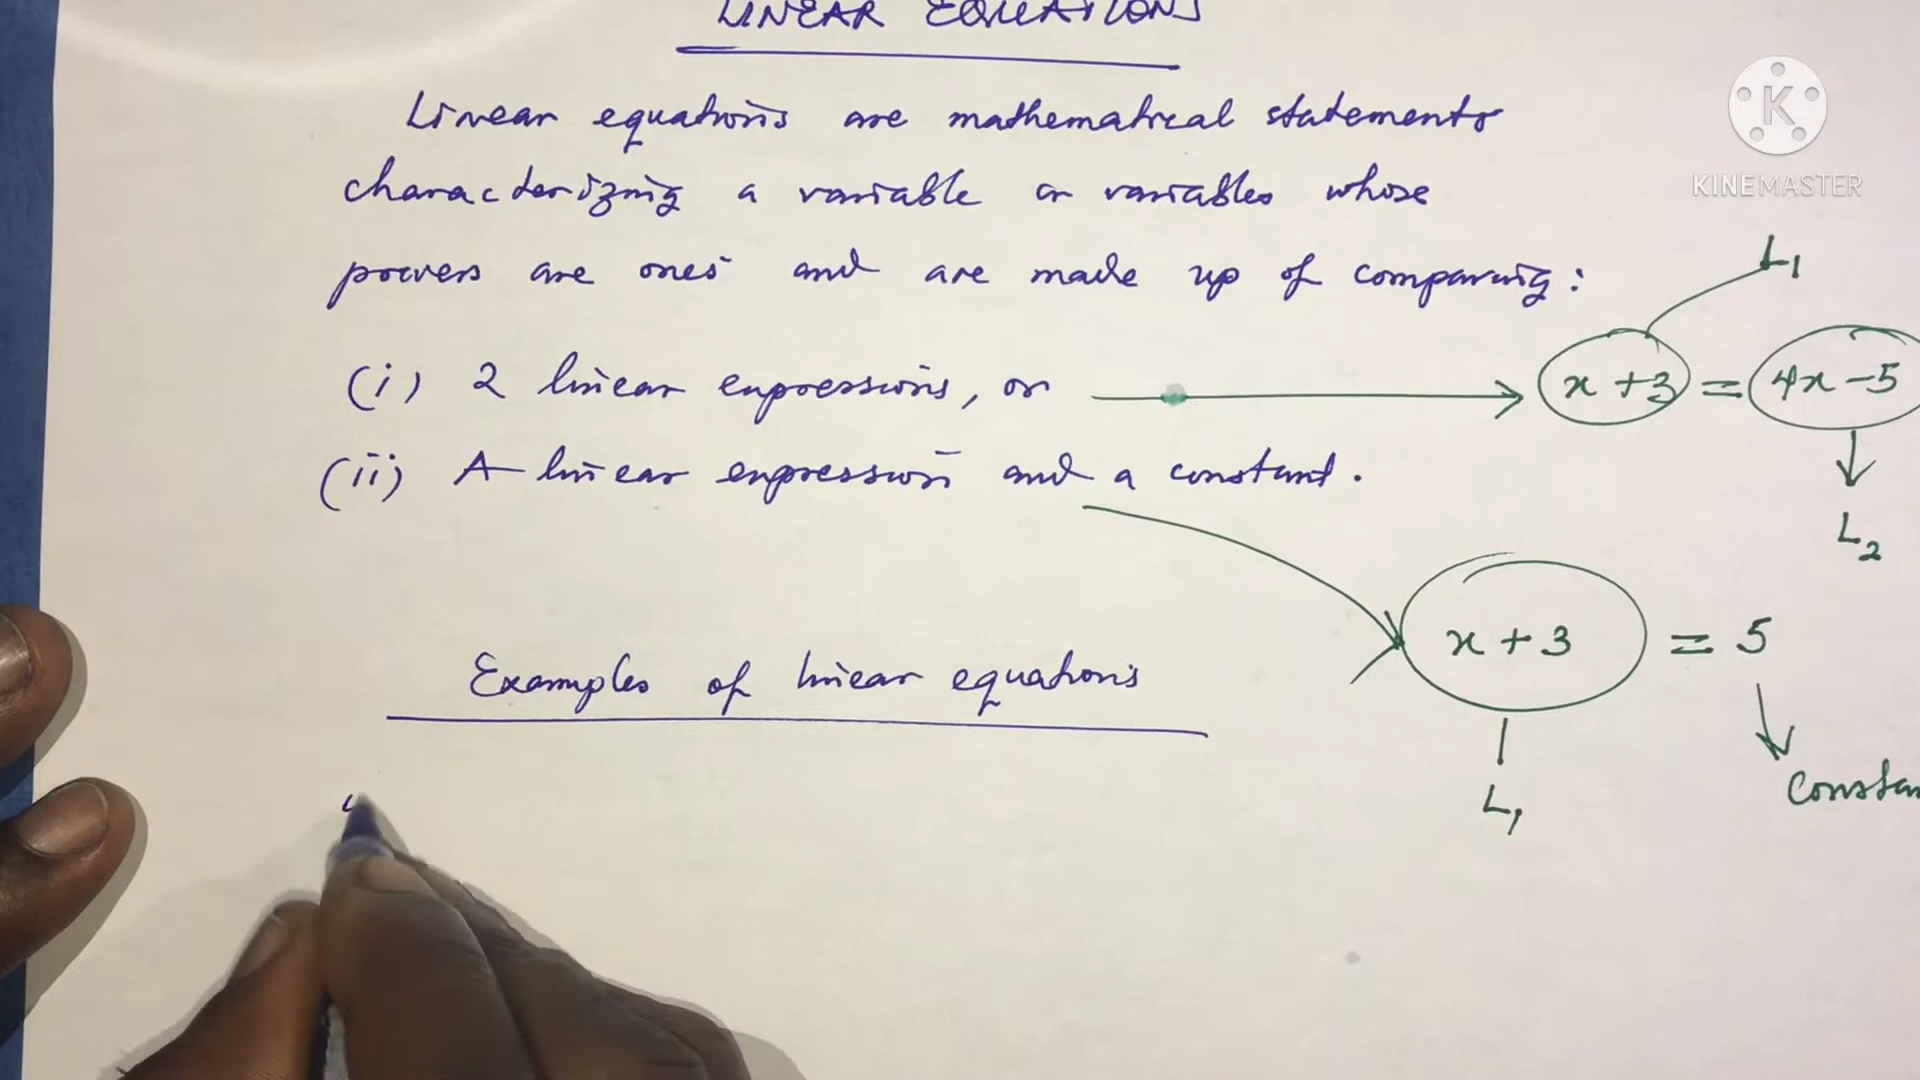 LINEAR EQUATIONS
Linear equations are mathematical statements
characterizing a variable or variables whose
powers are ones and are made up of comparing:
(i) 2 linear expressions, or
(ii) A linear expression and a constant.
L1
x + 3 = 4x - 5
L2
x + 3 = 5
L1
Constan
Examples of linear equations
K
KINEMASTER